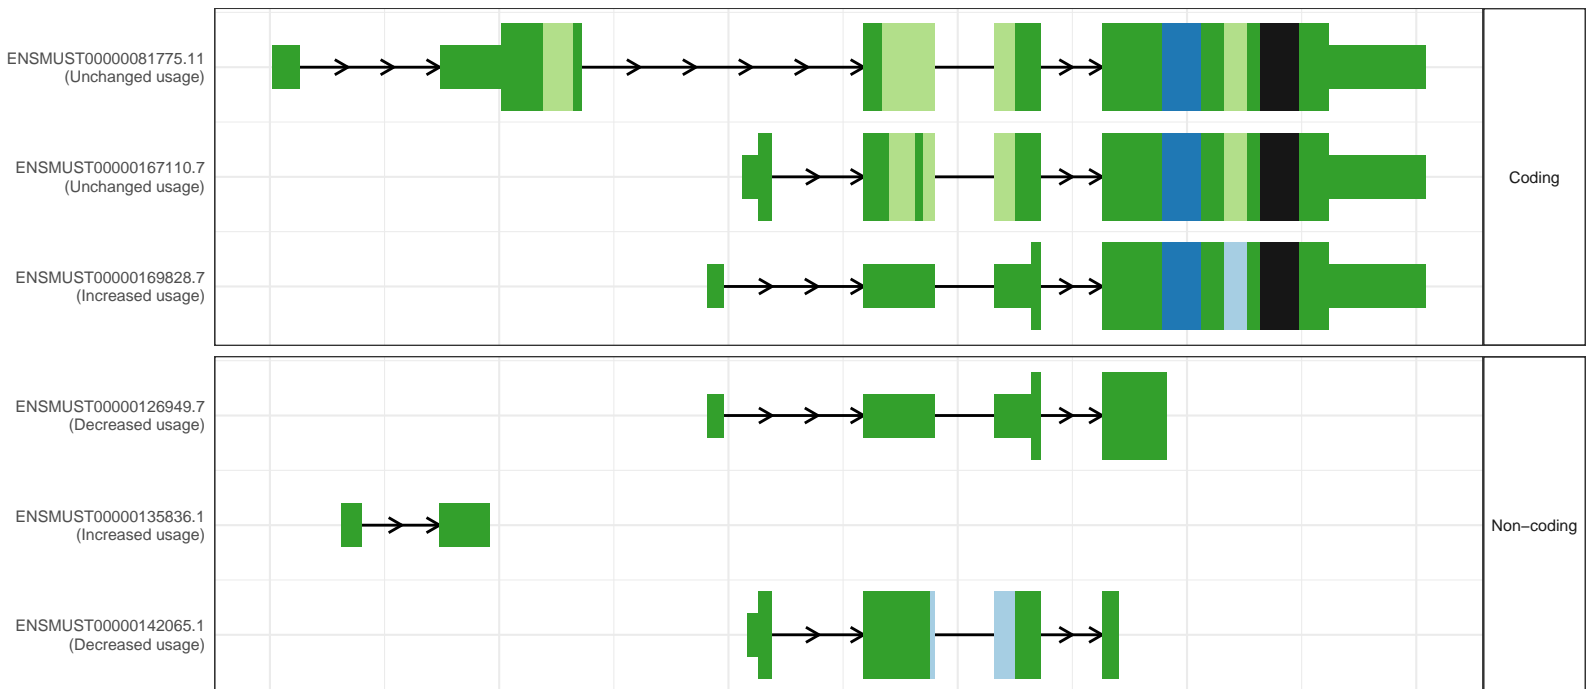 ENSMUST00000081775.11
(Unchanged usage)
ENSMUST00000167110.7
(Unchanged usage)
ENSMUST00000169828.7
(Increased usage)
Coding
ENSMUST00000126949.7
(Decreased usage)
ENSMUST00000135836.1
(Increased usage)
Non−coding
ENSMUST00000142065.1
(Decreased usage)